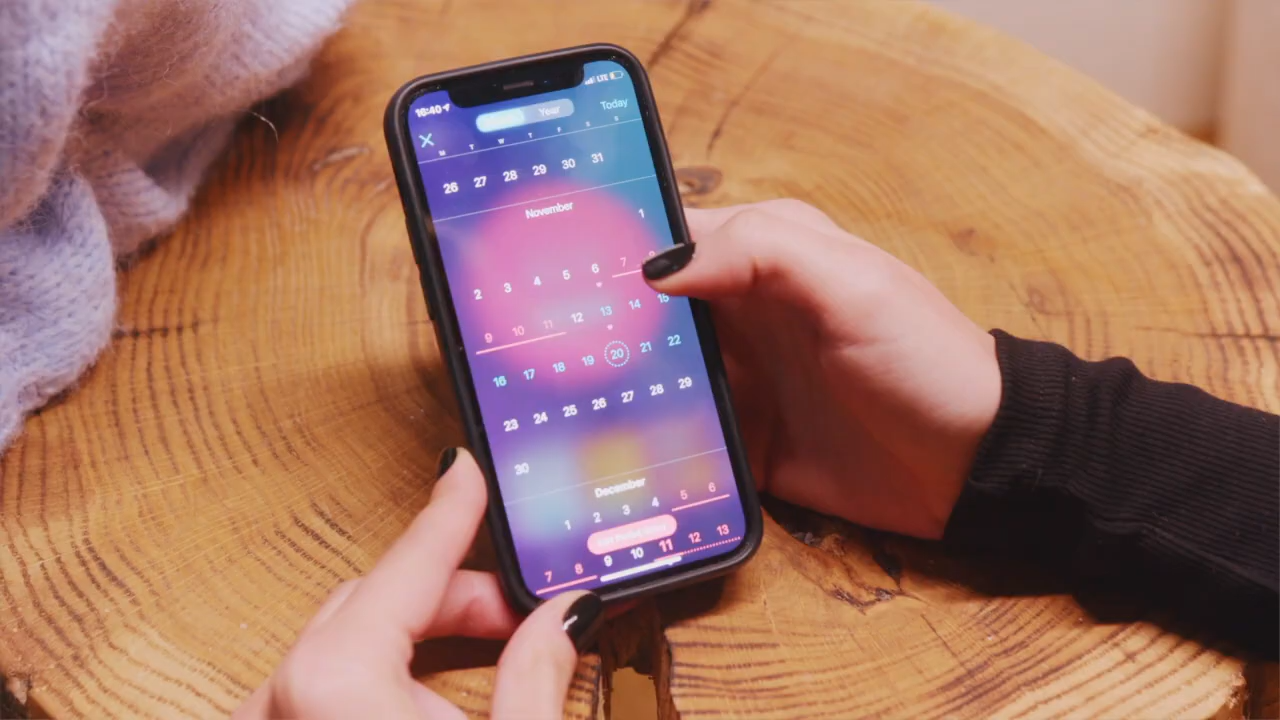 16:40 LTE
Year Today
M T W T F S S
26 27 28 29 30 31
November
1
2 3 4 5 6 7
9 10 11 12 13 14 15
16 17 18 19 20 21 22
23 24 25 26 27 28 29
30
December
1 2 3 4 5 6
7 8 9 10 11 12 13